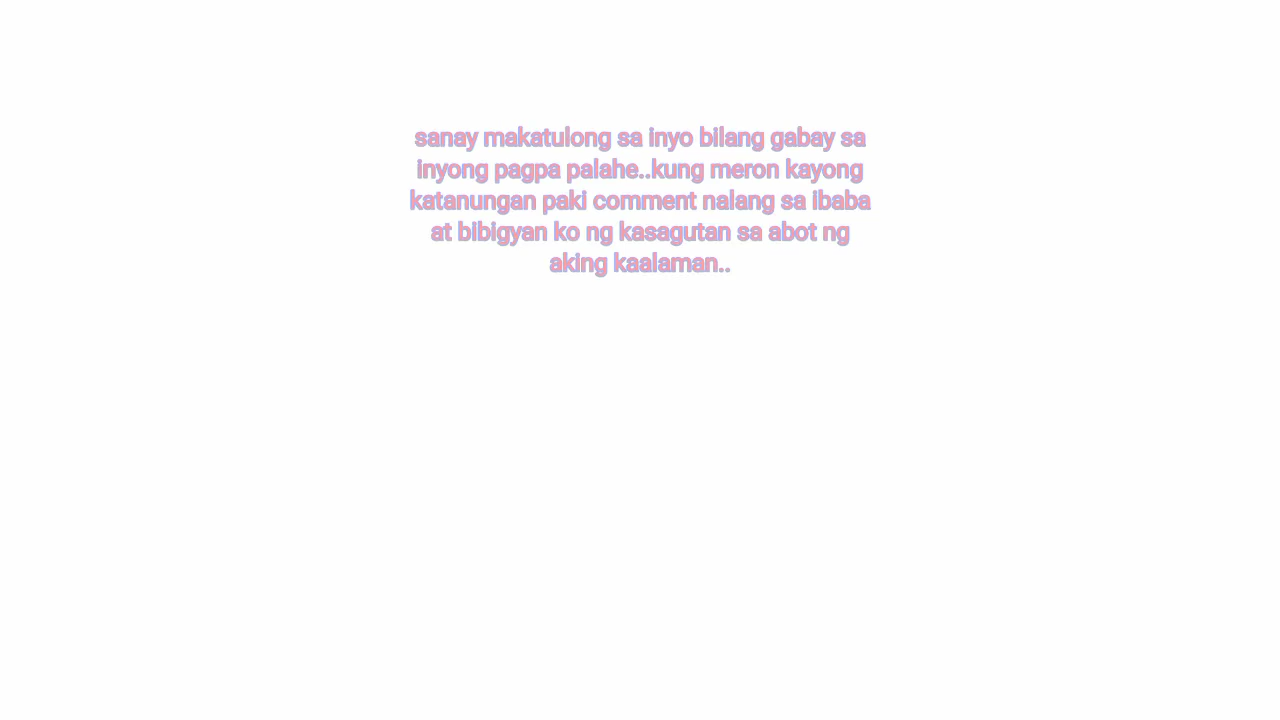 sanay makatulong sa inyo bilang gabay sa
inyong pagpa palahe..kung meron kayong
katanungan paki comment nalang sa ibaba
at bibigyan ko ng kasagutan sa abot ng
aking kaalaman..